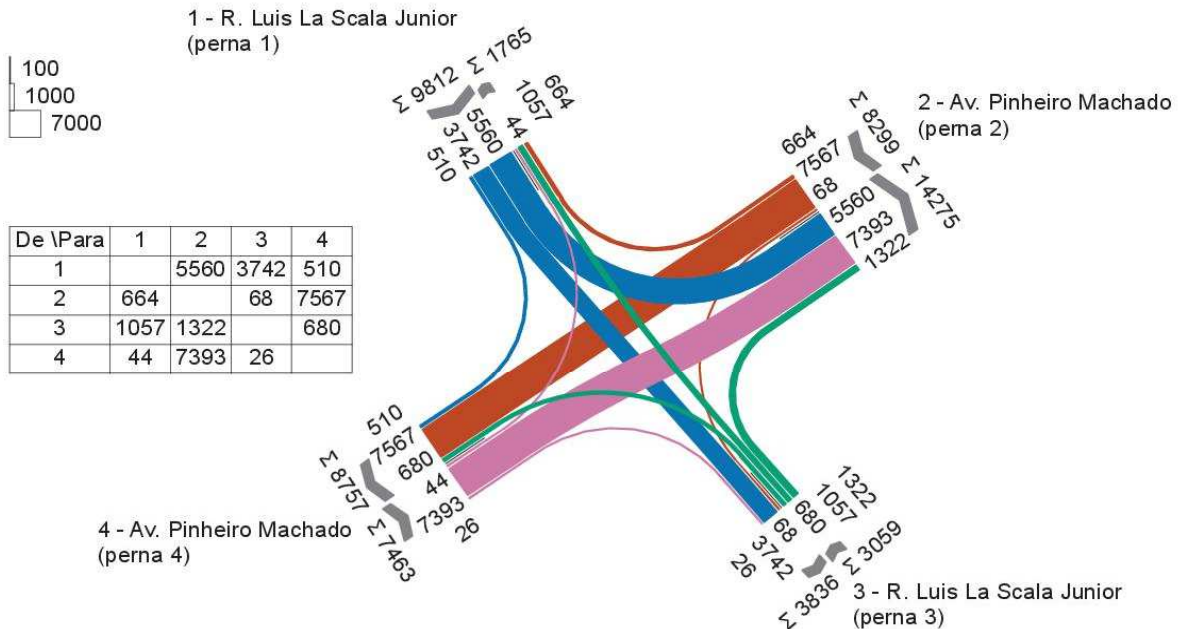 1 - R. Luis La Scala Junior
(perna 1)
100
1000
7000
Σ 9812
Σ 1765
510
3742
5560
44
1057
664
2 - Av. Pinheiro Machado
(perna 2)
Σ 8299
Σ 14275
664
7567
68
5560
7393
1322
De \Para 1 2 3 4
1 5560 3742 510
2 664 68 7567
3 1057 1322 680
4 44 7393 26
510
7567
680
44
7393
26
Σ 8757
Σ 7463
4 - Av. Pinheiro Machado
(perna 4)
1322
1057
680
68
3742
26
Σ 3059
Σ 3836
3 - R. Luis La Scala Junior
(perna 3)